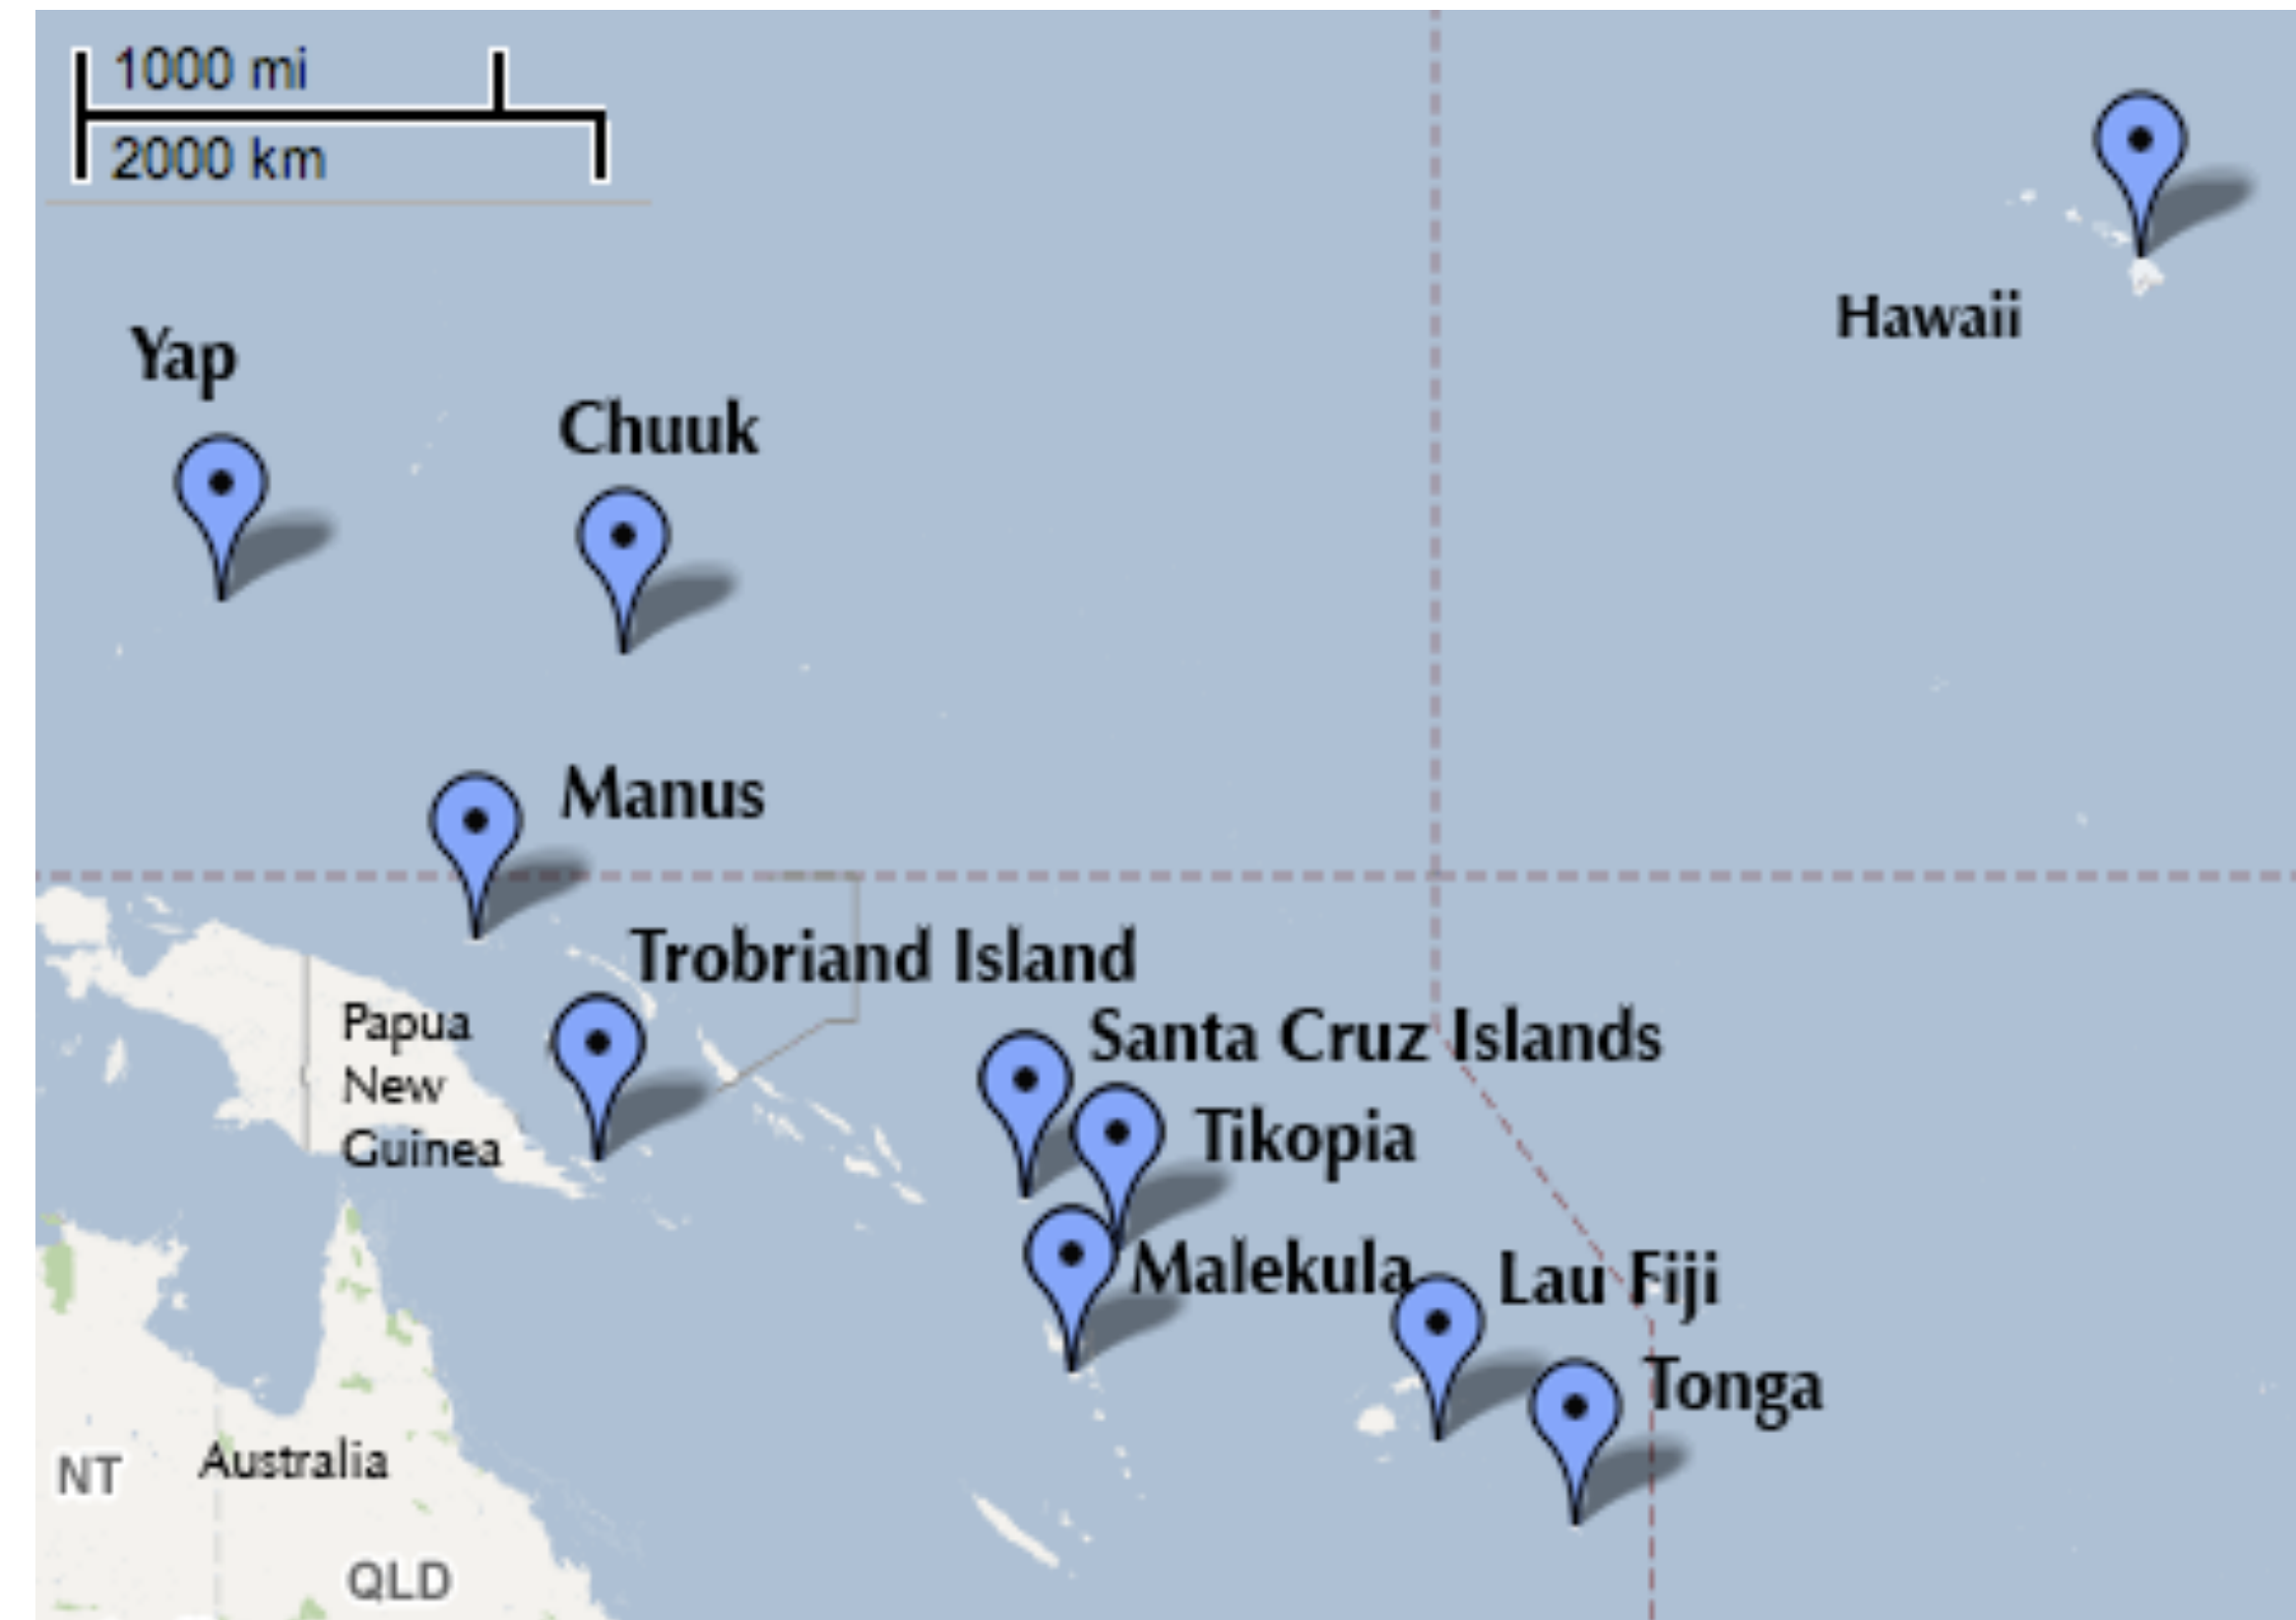 1000 mi
2000 km
Hawaii
Yap
Chuuk
Manus
Trobriand Island
Papua
New
Guinea
Santa Cruz Islands
Tikopia
Malekula
Lau Fiji
Tonga
NT
Australia
QLD